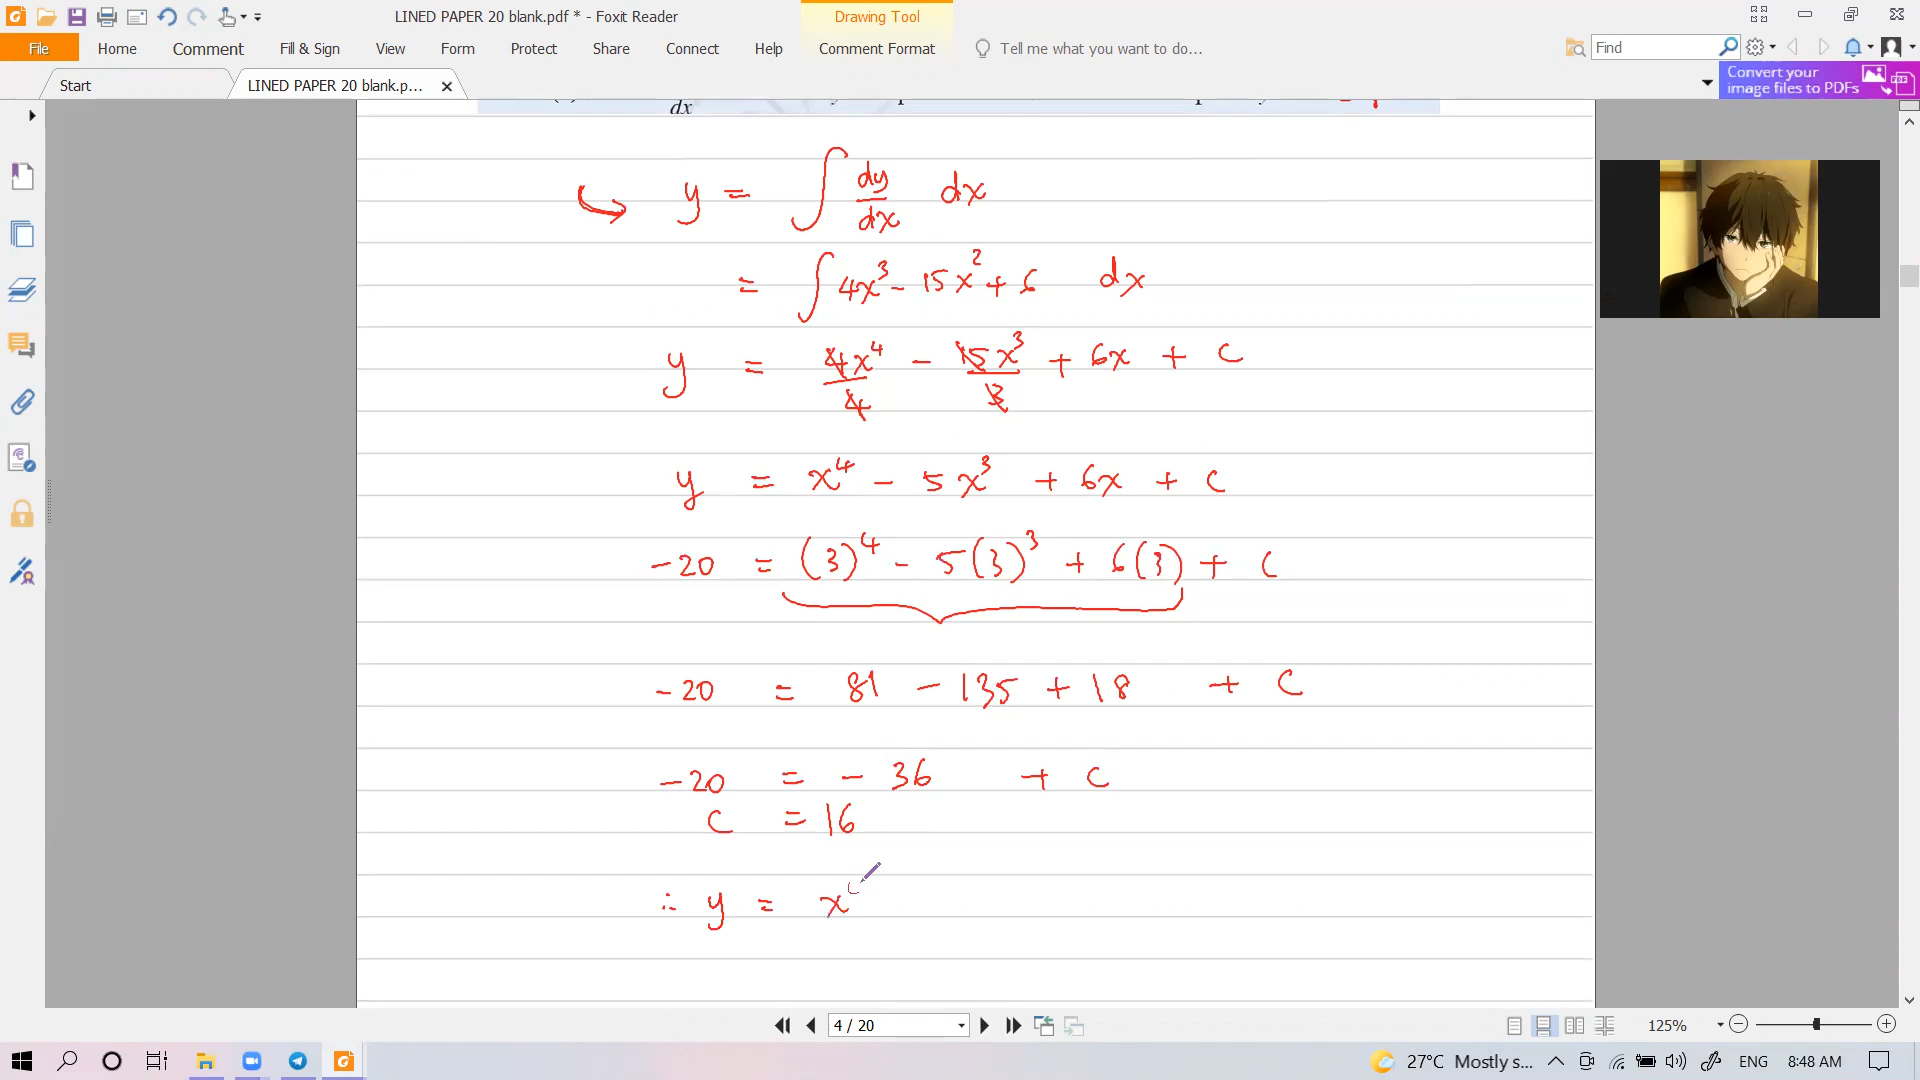 LINED PAPER 20 blank.pdf * - Foxit Reader
Drawing Tool
File Home Comment Fill & Sign View Form Protect Share Connect Help Comment Format Tell me what you want to do... Find
Start LINED PAPER 20 blank.p... Convert your
image files to PDFs
dx
y = ∫ dy/dx dx
= ∫ 4x³ - 15x² + 6 dx
y = 4x⁴/4 - 15x³/3 + 6x + C
y = x⁴ - 5x³ + 6x + C
-20 = (3)⁴ - 5(3)³ + 6(3) + C
-20 = 81 - 135 + 18 + C
-20 = - 36 + C
C = 16
∴ y = x
4 / 20 125%
27°C Mostly s... ENG 8:48 AM